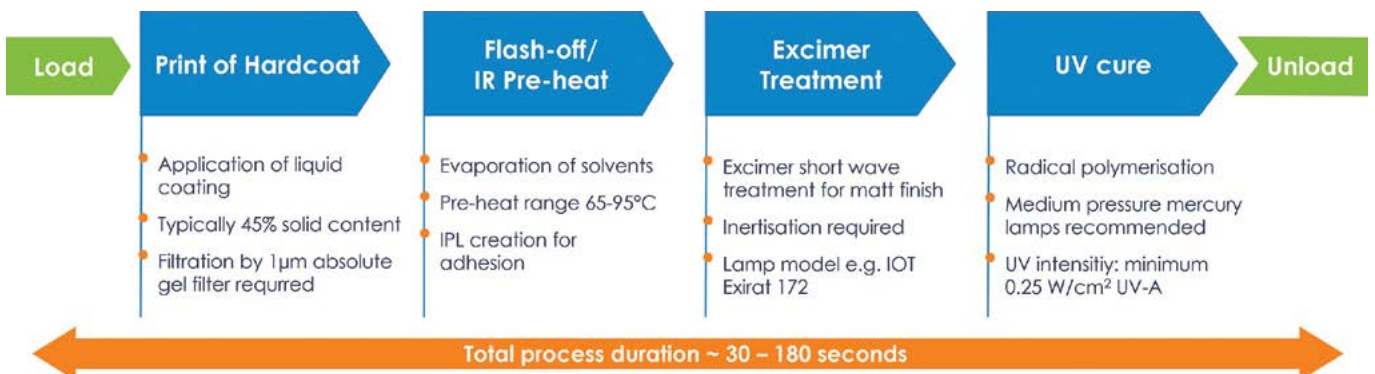 Load
Print of Hardcoat
Application of liquid
coating
Typically 45% solid content
Filtration by 1µm absolute
gel filter requrred
Flash-off/
IR Pre-heat
Evaporation of solvents
Pre-heat range 65-95°C
IPL creation for
adhesion
Excimer
Treatment
Excimer short wave
treatment for matt finish
Inertisation required
Lamp model e.g. IOT
Exirat 172
UV cure
Radical polymerisation
Medium pressure mercury
lamps recommended
UV intensitiy: minimum
0.25 W/cm² UV-A
Unload
Total process duration ~ 30 – 180 seconds